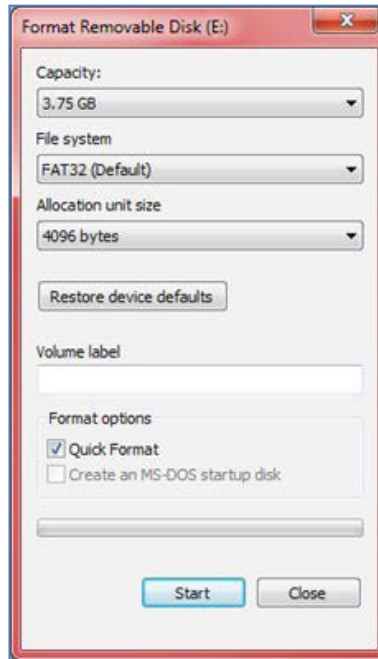 Format Removable Disk (E:)
Capacity:
3.75 GB
File system
FAT32 (Default)
Allocation unit size
4096 bytes
Restore device defaults
Volume label
Format options
Quick Format
Create an MS-DOS startup disk
Start Close